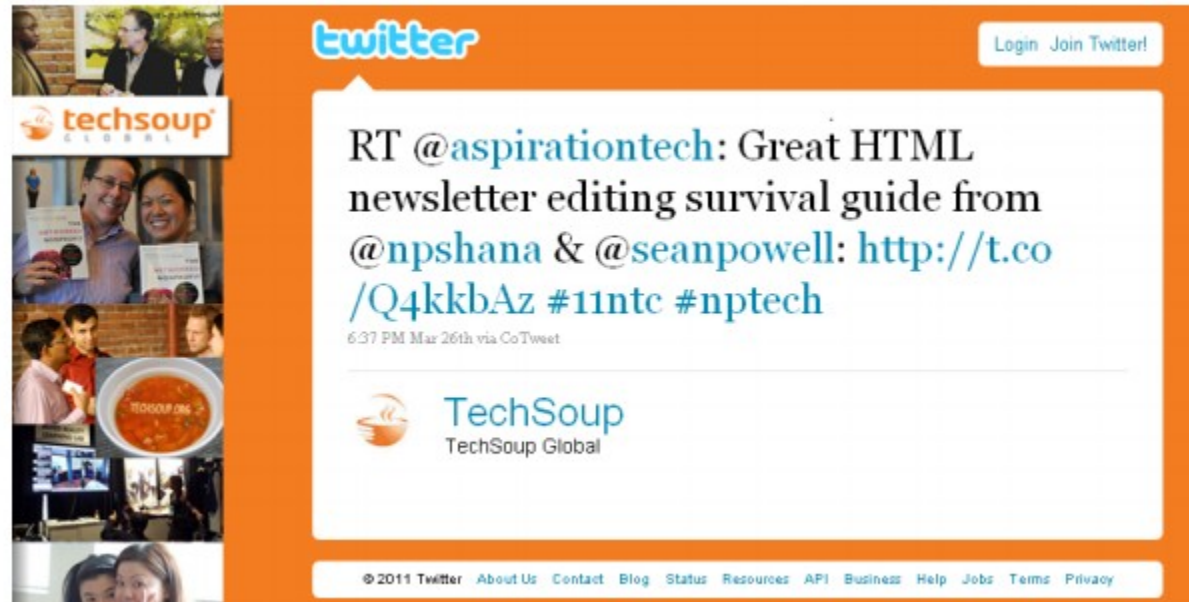 twitter
Login Join Twitter!
techsoup
GLOBAL
RT @aspirationtech: Great HTML
newsletter editing survival guide from
@npshana & @seanpowell: http://t.co
/Q4kkbAz #11ntc #nptech
6:37 PM Mar 26th via CoTweet
TECHSOUP.ORG
TechSoup
TechSoup Global
© 2011 Twitter About Us Contact Blog Status Resources API Business Help Jobs Terms Privacy